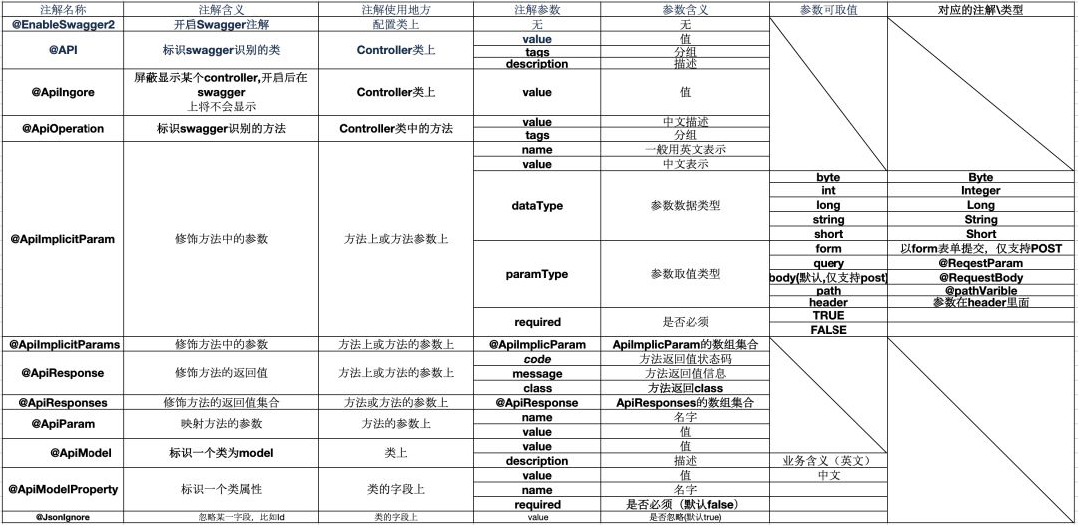 注解名称 注解含义 注解使用地方 注解参数 参数含义 参数可取值 对应的注解\类型
@EnableSwagger2 开启Swagger注解 配置类上 无 无
@API 标识swagger识别的类 Controller类上 value 值
tags 分组
description 描述
@ApiIngore 屏蔽显示某个controller,开启后在 Controller类上 value 值
swagger
上将不会显示
@ApiOperation 标识swagger识别的方法 Controller类中的方法 value 中文描述
tags 分组
@ApiImplicitParam 修饰方法中的参数 方法上或方法参数上 name 一般用英文表示
value 中文表示
dataType 参数数据类型 byte Byte
int Integer
long Long
string String
short Short
paramType 参数取值类型 form 以form表单提交，仅支持POST
query @ReqestParam
body(默认,仅支持post) @RequestBody
path @pathVarible
header 参数在header里面
required 是否必须 TRUE
FALSE
@ApiImplicitParams 修饰方法中的参数 方法上或方法的参数上 @ApiImplicParam ApiImplicParam的数组集合
@ApiResponse 修饰方法的返回值 方法上或方法的参数上 code 方法返回值状态码
message 方法返回值信息
class 方法返回class
@ApiResponses 修饰方法的返回值集合 方法或方法的参数上 @ApiResponse ApiResponses的数组集合
@ApiParam 映射方法的参数 方法的参数上 name 名字
value 值
@ApiModel 标识一个类为model 类上 value 值
description 描述 业务含义（英文）
@ApiModelProperty 标识一个类属性 类的字段上 value 值 中文
name 名字
required 是否必须（默认false）
@JsonIgnore 忽略某一字段，比如Id 类的字段上 value 是否忽略(默认true)